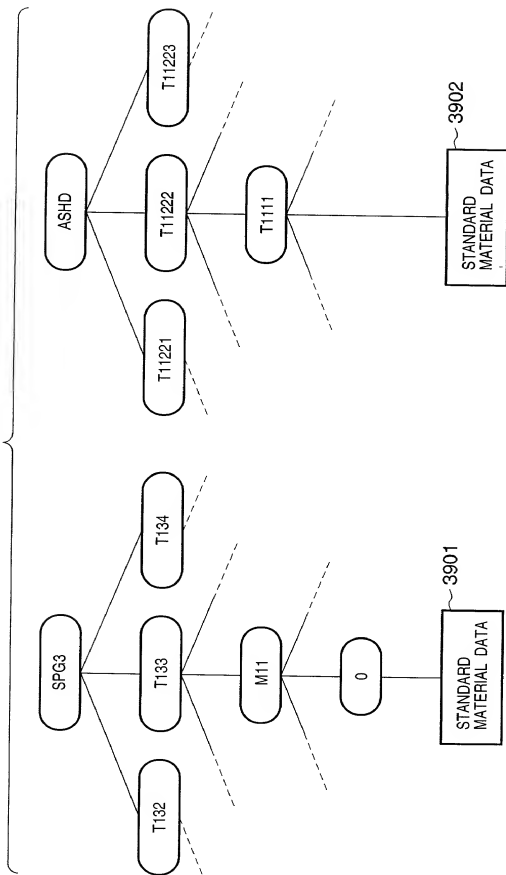 SPG3
T132
T133
T134
M11
0
STANDARD
MATERIAL DATA
3901
ASHD
T11221
T11222
T11223
T1111
STANDARD
MATERIAL DATA
3902